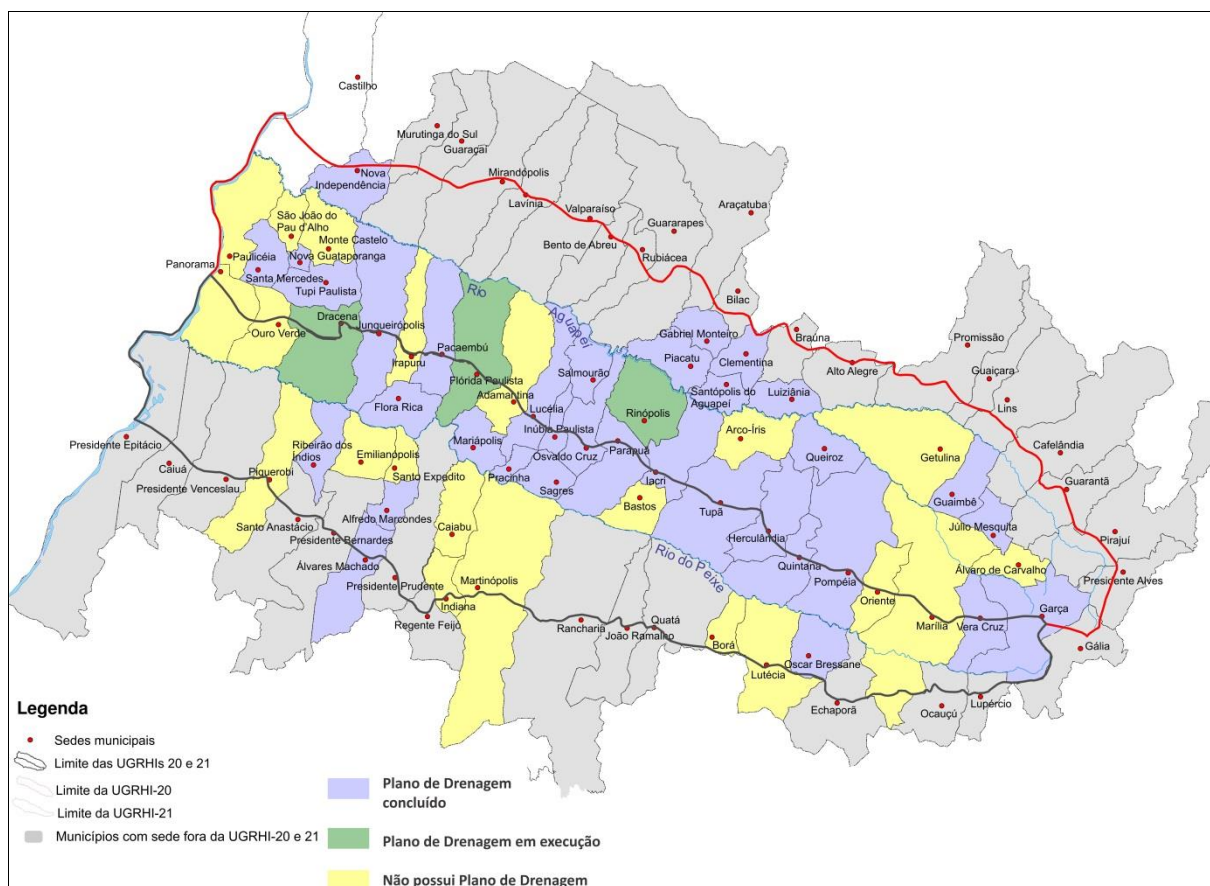 Castilho
Murutinga do Sul
Guaraçaí
Nova
Independência
Mirandópolis
Lavínia
Valparaíso
Guararapes
Araçatuba
Bento de Abreu
Rubiácea
São João do
Pau d'Alho
Monte Castelo
Paulicéia
Nova Guataporanga
Panorama
Santa Mercedes
Tupi Paulista
Bilac
Rio
Aguapeí
Dracena
Ouro Verde
Junqueirópolis
Irapuru
Pacaembú
Flórida Paulista
Adamantina
Salmourão
Gabriel Monteiro
Piacatu
Clementina
Braúna
Promissão
Alto Alegre
Guaiçara
Lins
Santópolis do
Aguapeí
Luiziânia
Flora Rica
Lucélia
Inúbia Paulista
Rinópolis
Mariápolis
Osvaldo Cruz
Parapuã
Arco-Íris
Queiroz
Getulina
Cafelândia
Guarantã
Presidente Epitácio
Caiuá
Presidente Venceslau
Ribeirão dos
Índios
Emilianópolis
Santo Expedito
Piquerobi
Pracinha
Sagres
Iacri
Bastos
Tupã
Guaimbê
Júlio Mesquita
Pirajuí
Santo Anastácio
Alfredo Marcondes
Presidente Bernardes
Caiabu
Herculândia
Quintana
Pompéia
Álvaro de Carvalho
Presidente Alves
Álvares Machado
Presidente Prudente
Martinópolis
Indiana
Regente Feijó
Rio do Peixe
Oriente
Marília
Vera Cruz
Garça
Gália
Rancharia
João Ramalho
Quatá
Borá
Lutécia
Oscar Bressane
Echaporã
Ocauçú
Lupércio
Legenda
Sedes municipais
Limite das UGRHIs 20 e 21
Limite da UGRHI-20
Limite da UGRHI-21
Municípios com sede fora da UGRHI-20 e 21
Plano de Drenagem
concluído
Plano de Drenagem em execução
Não possui Plano de Drenagem